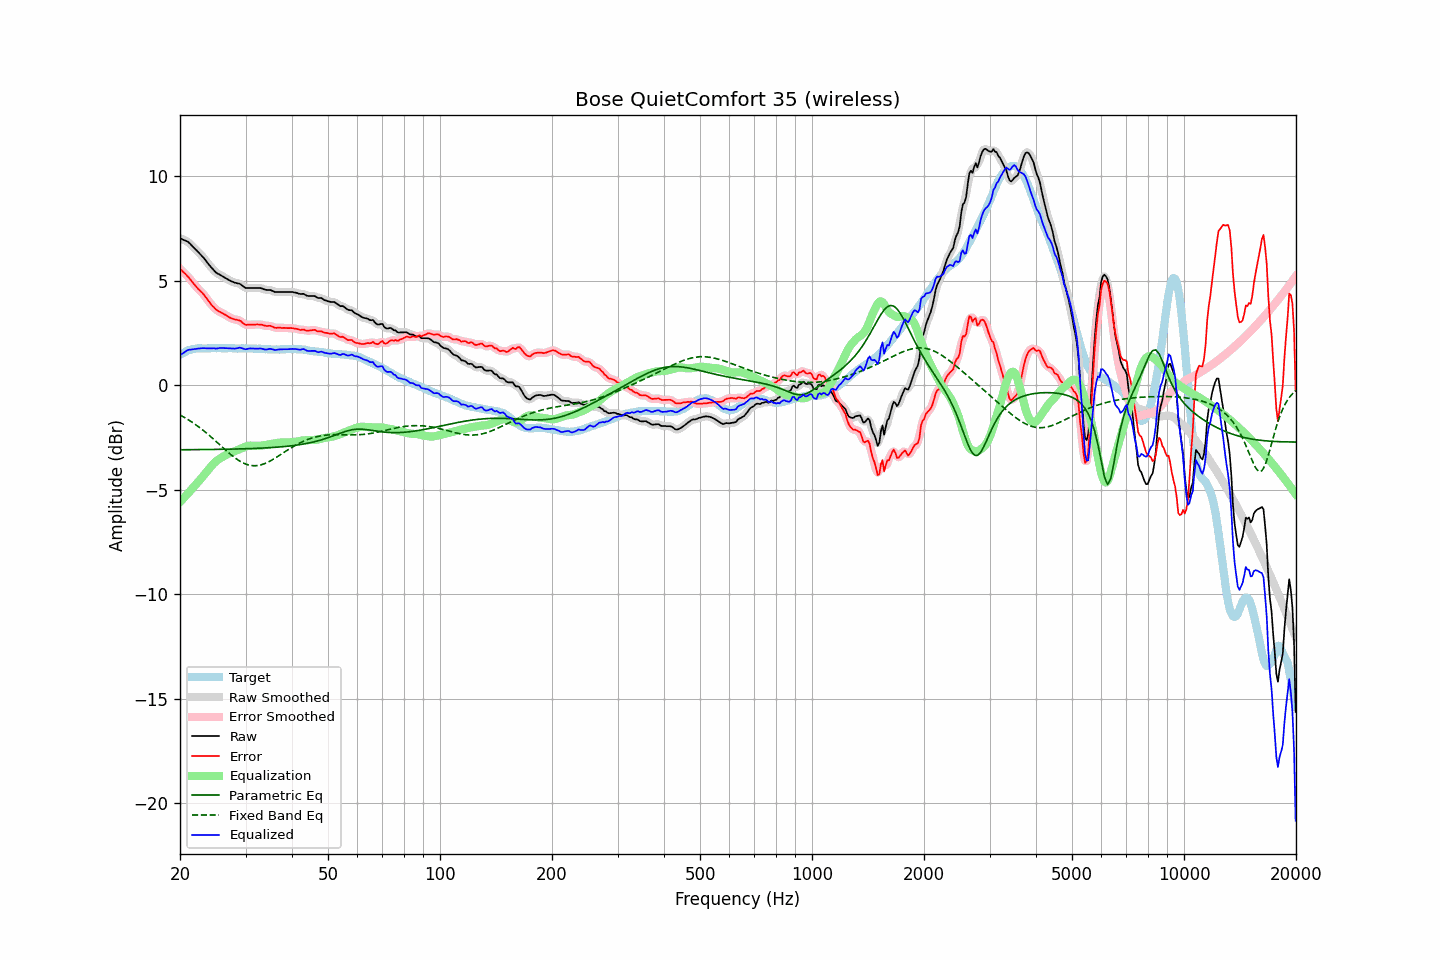 Bose QuietComfort 35 (wireless)
Amplitude (dBr)
10
5
0
−5
−10
−15
−20
Target
Raw Smoothed
Error Smoothed
Raw
Error
Equalization
Parametric Eq
Fixed Band Eq
Equalized
20 50 100 200 500 1000 2000 5000 10000 20000
Frequency (Hz)